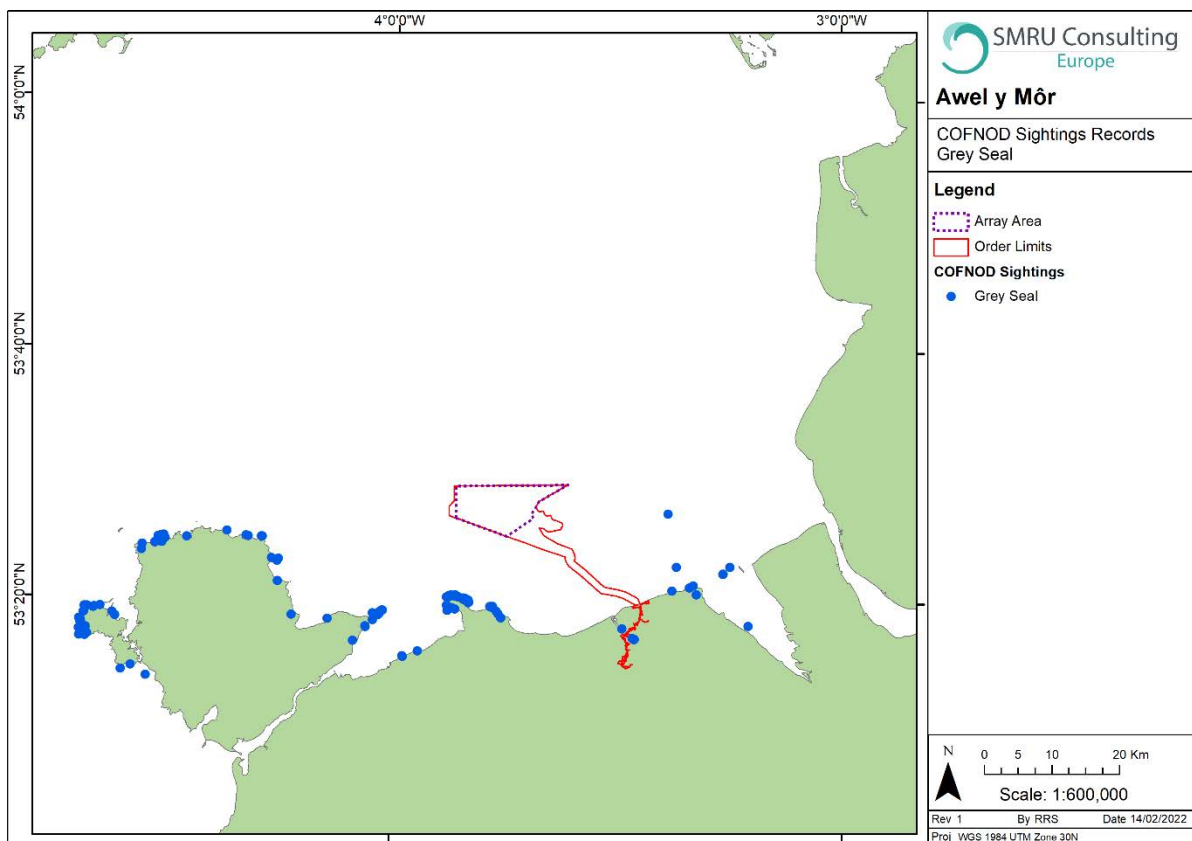 4°0'0"W
3°0'0"W
54°0'0"N
53°40'0"N
53°20'0"N
SMRU Consulting
Europe
Awel y Môr
COFNOD Sightings Records
Grey Seal
Legend
Array Area
Order Limits
COFNOD Sightings
Grey Seal
N
0 5 10 20 Km
Scale: 1:600,000
Rev 1 By RRS Date 14/02/2022
Proj WGS 1984 UTM Zone 30N